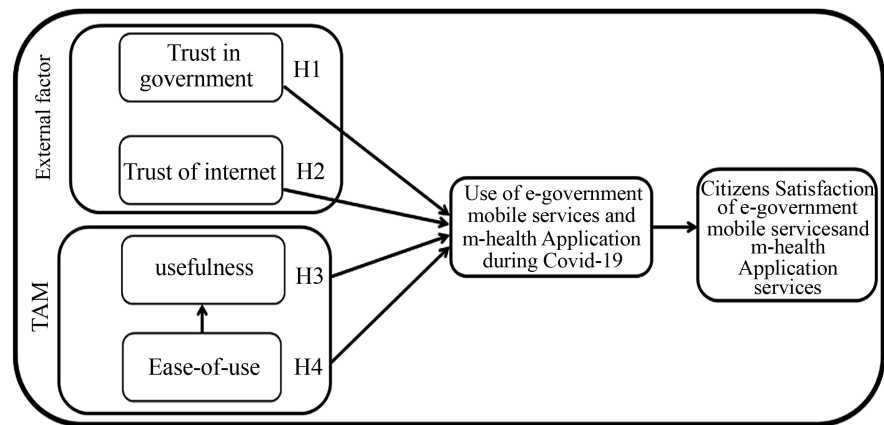 External factor
Trust in
government
H1
Trust of internet
H2
TAM
usefulness
H3
Ease-of-use
H4
Use of e-government
mobile services and
m-health Application
during Covid-19
Citizens Satisfaction
of e-government
mobile servicesand
m-health
Application
services